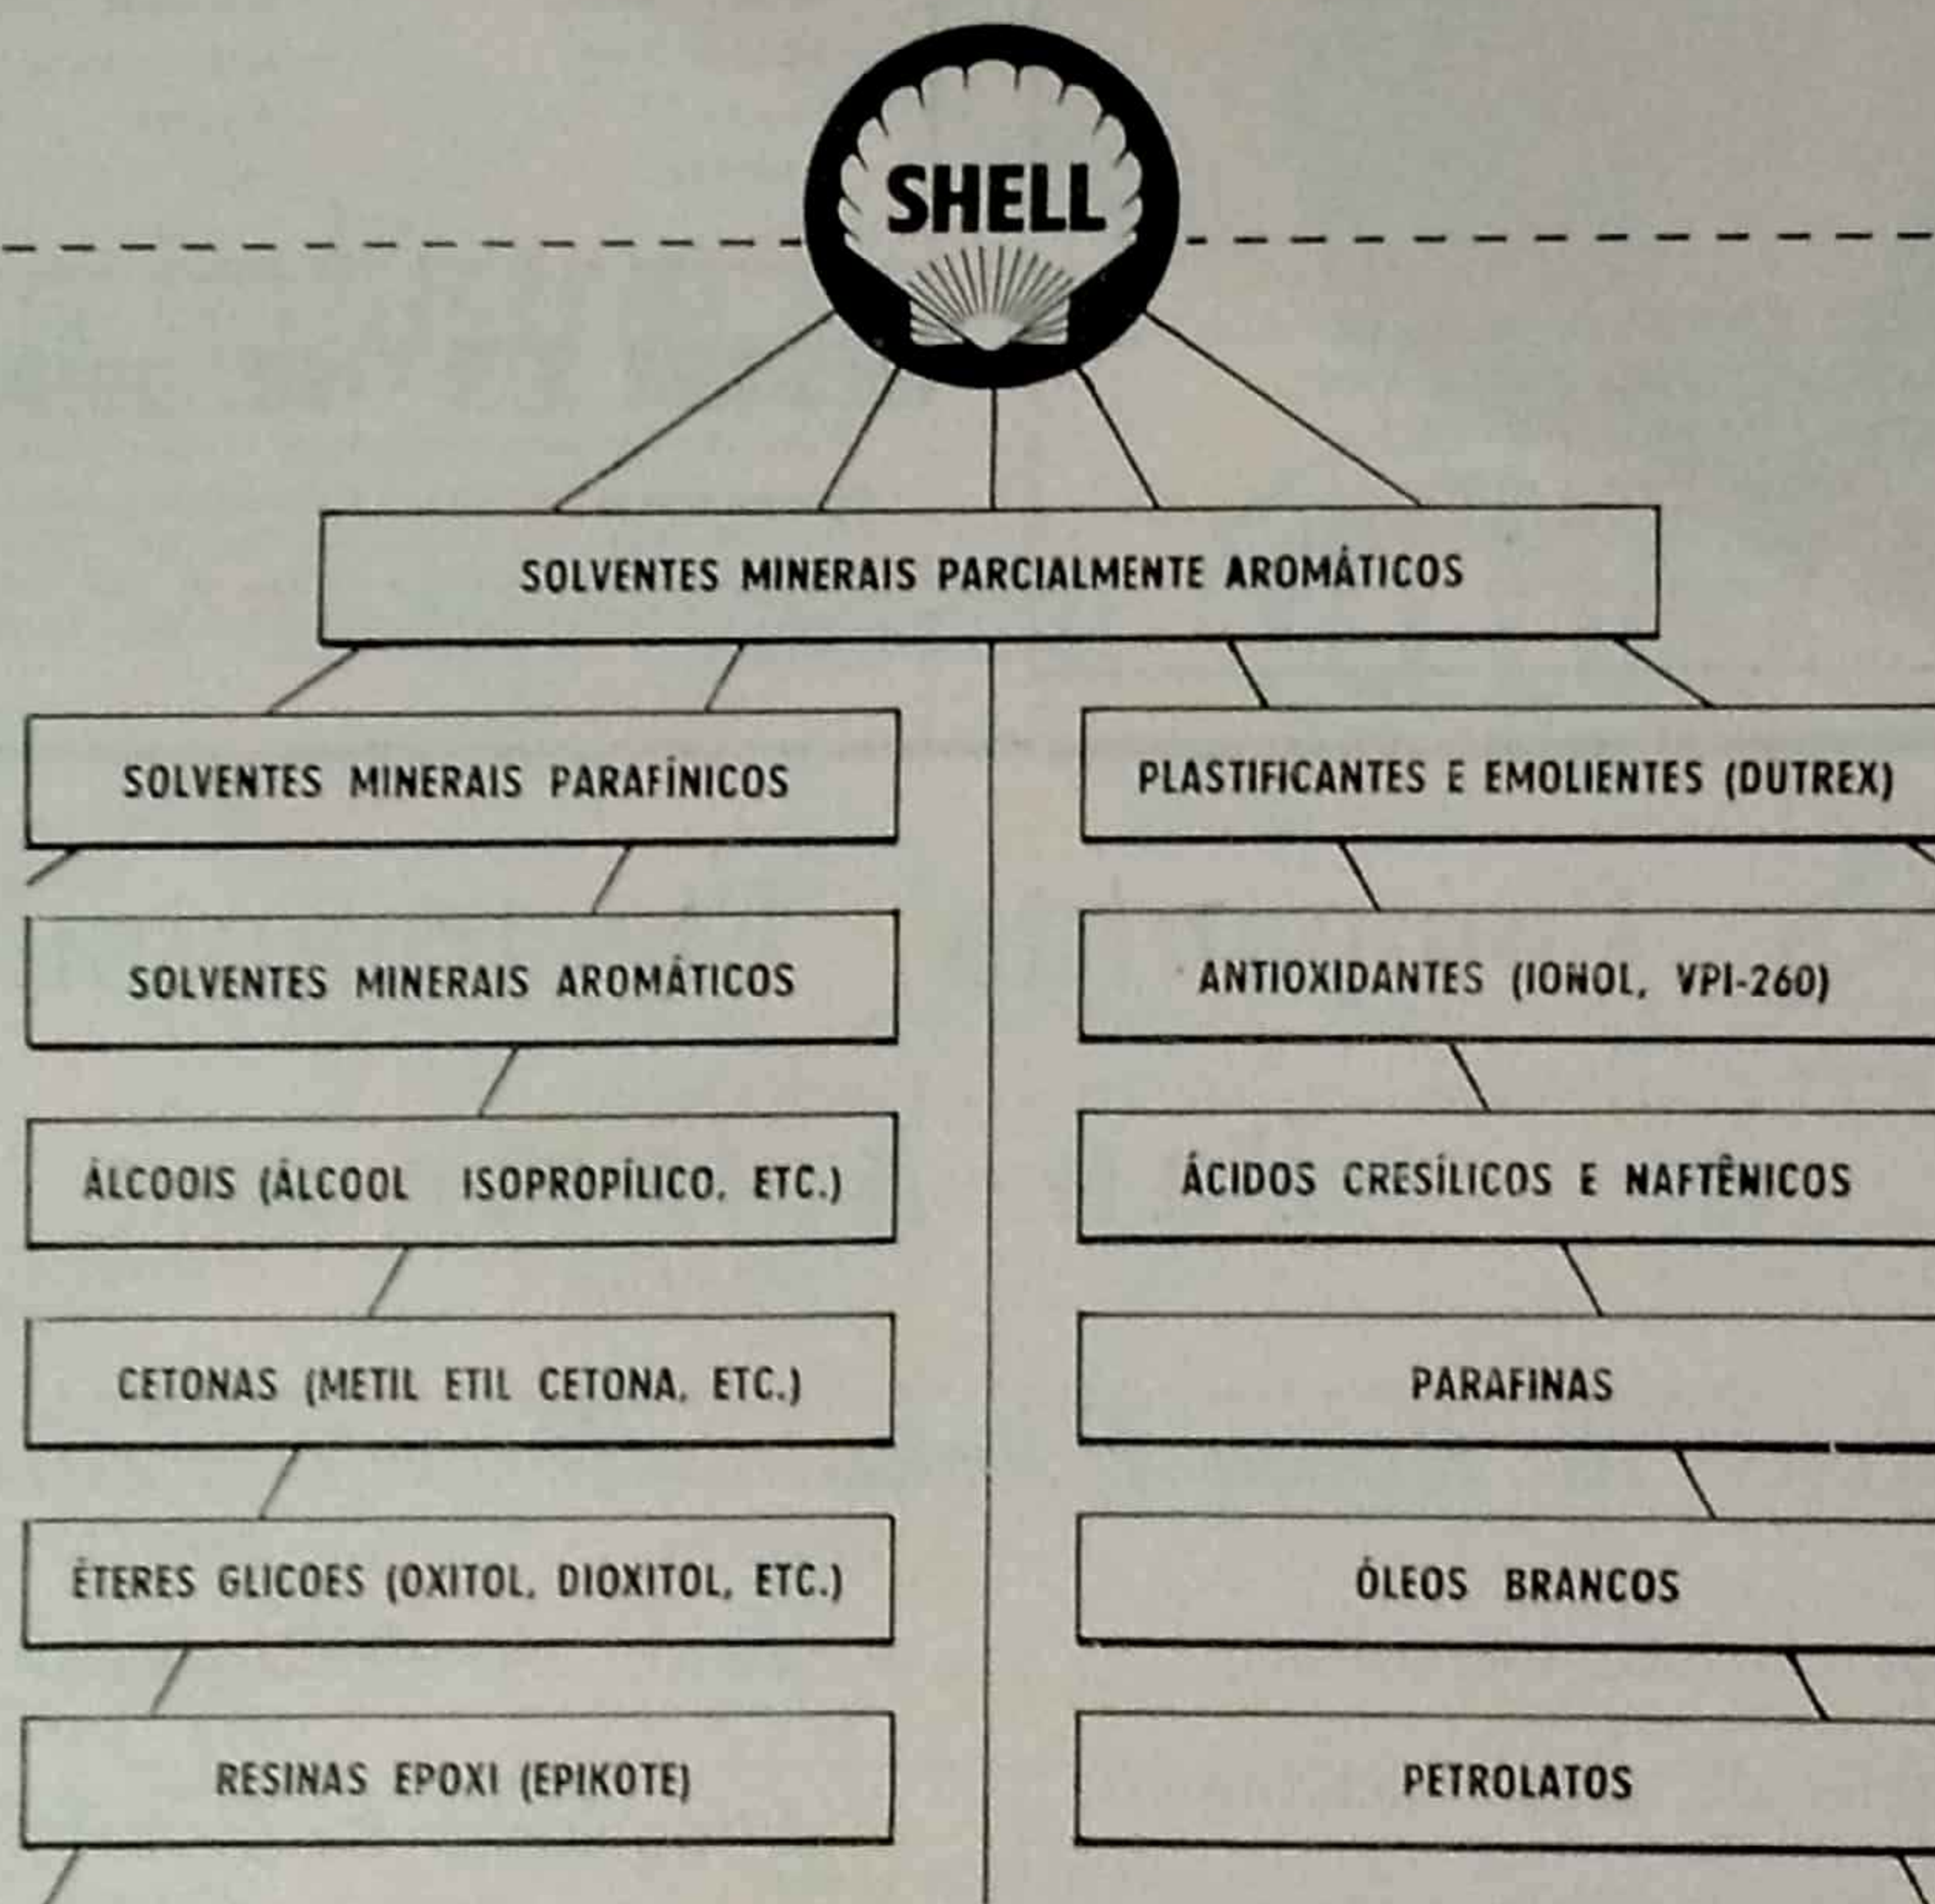 SHELL
SOLVENTES MINERAIS PARCIALMENTE AROMÁTICOS
SOLVENTES MINERAIS PARAFÍNICOS
SOLVENTES MINERAIS AROMÁTICOS
ÁLCOOIS (ÁLCOOL ISOPROPÍLICO, ETC.)
CETONAS (METIL ETIL CETONA, ETC.)
ÉTERES GLICOES (OXITOL, DIOXITOL, ETC.)
RESINAS EPOXI (EPIKOTE)
PLASTIFICANTES E EMOLIENTES (DUTREX)
ANTIOXIDANTES (IONOL, VPI-260)
ÁCIDOS CRESÍLICOS E NAFTÊNICOS
PARAFINAS
ÓLEOS BRANCOS
PETROLATOS